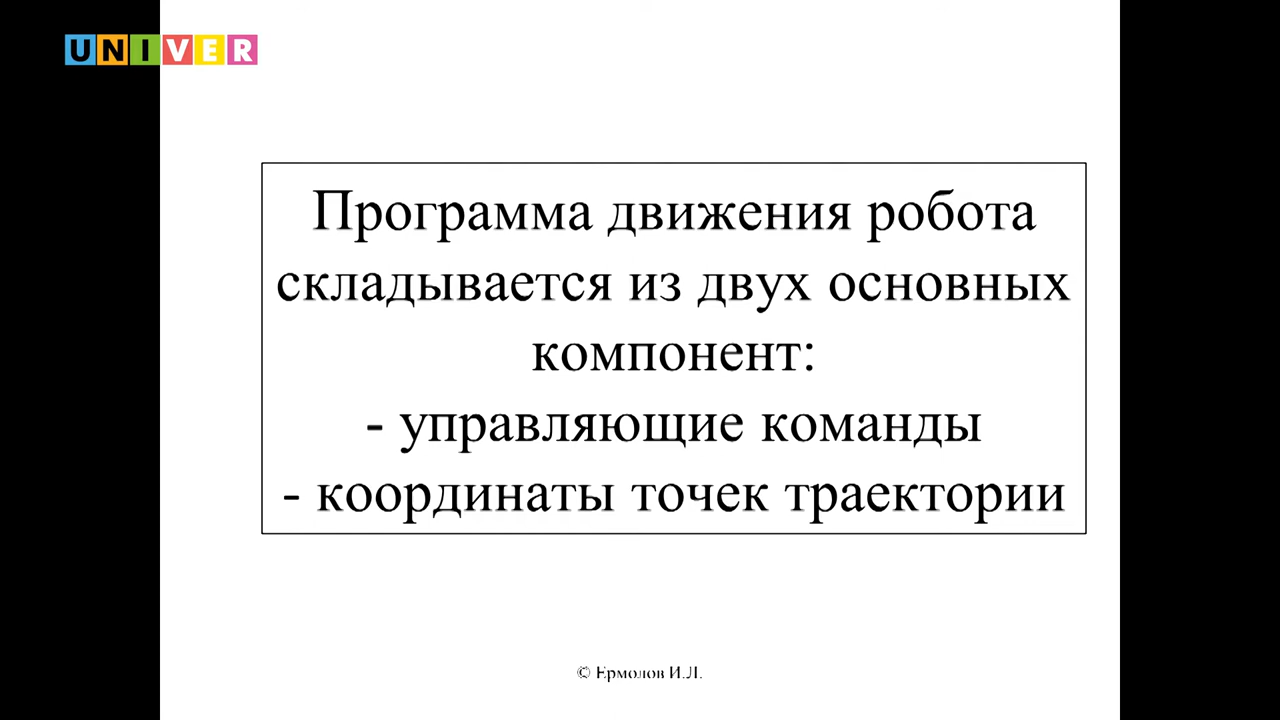 UNIVER
Программа движения робота
складывается из двух основных
компонент:
- управляющие команды
- координаты точек траектории
© Ермолов И.Л.